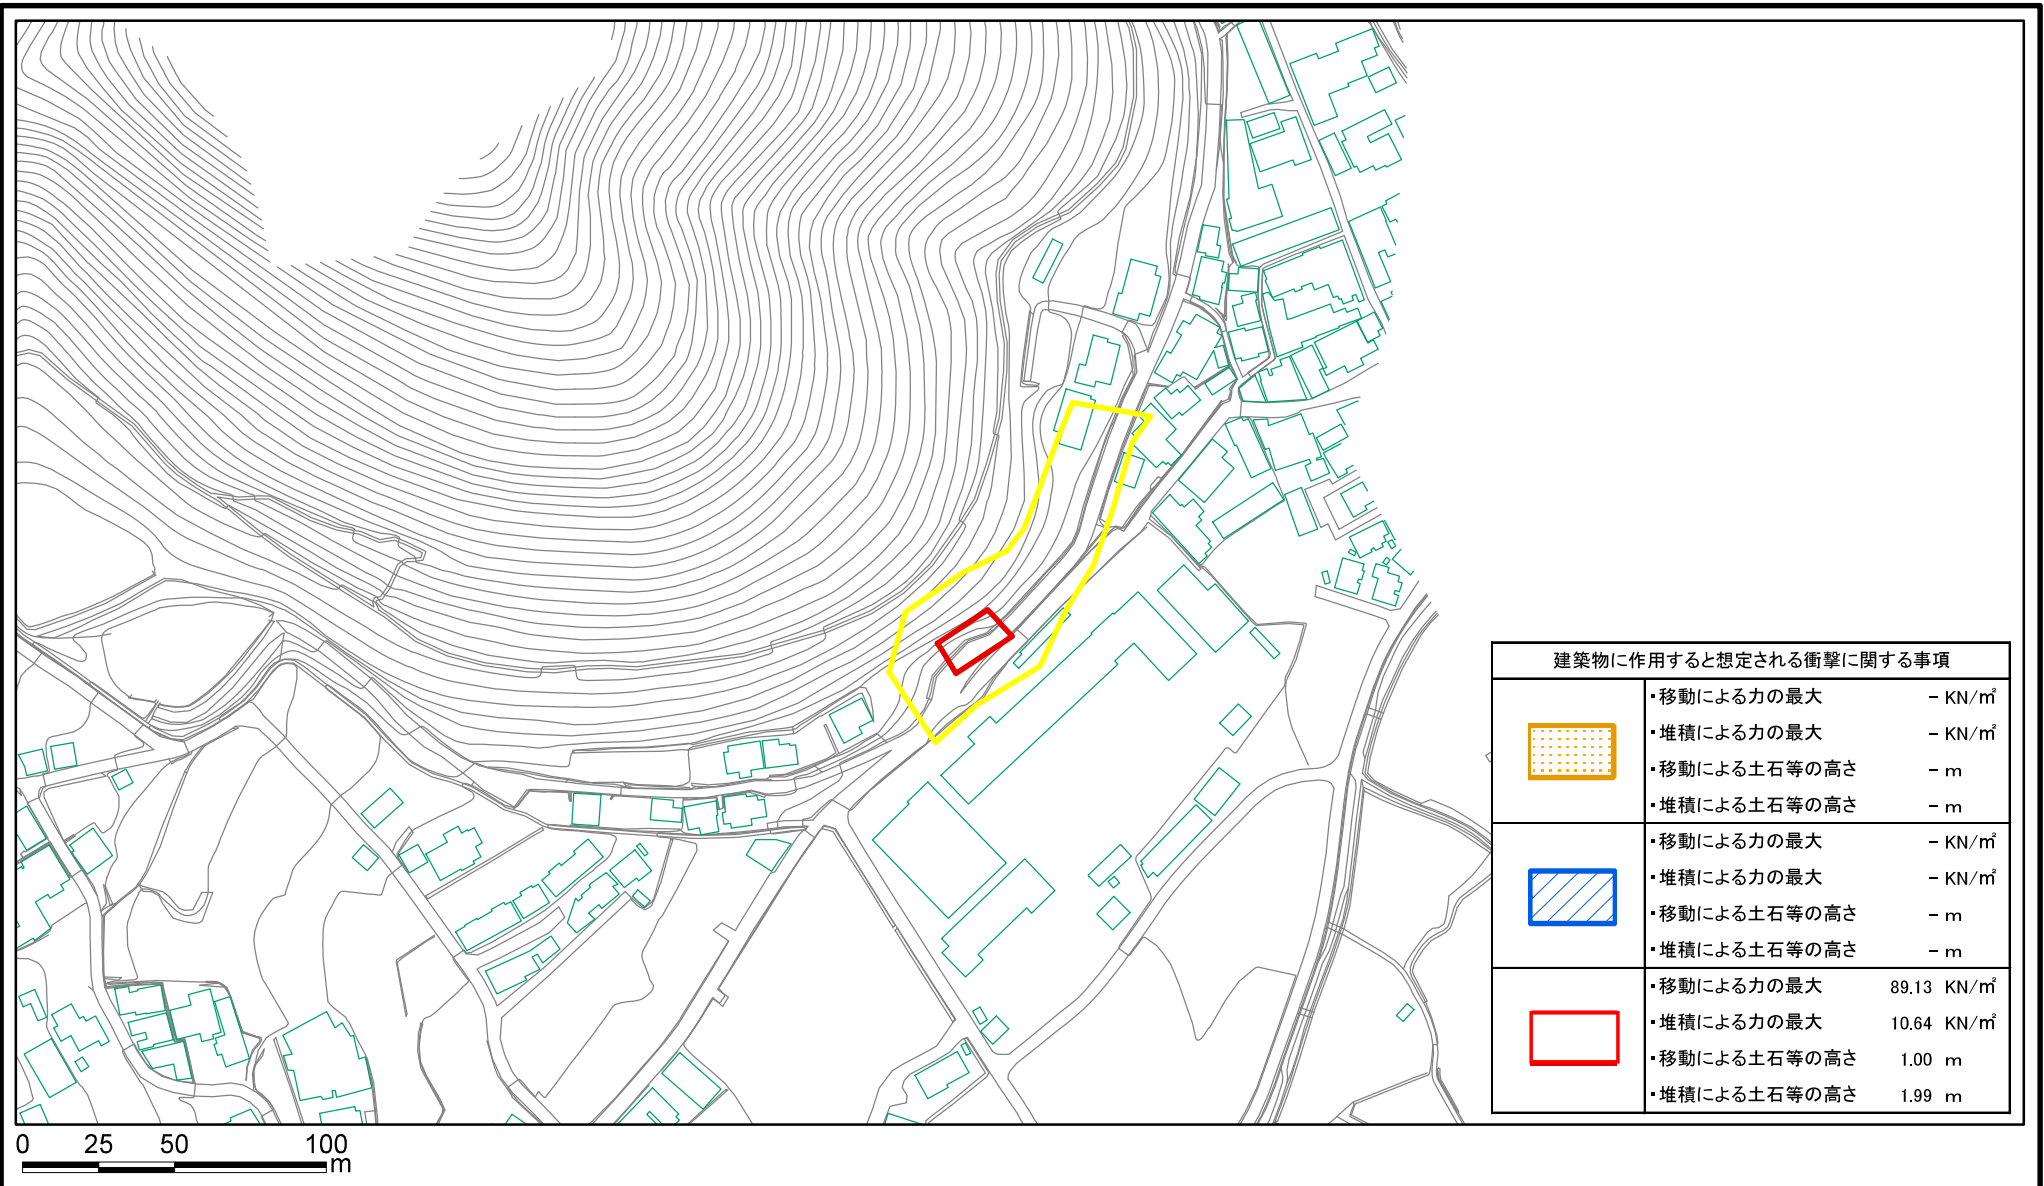 建築物に作用すると想定される衝撃に関する事項
・移動による力の最大 - KN/㎡
・堆積による力の最大 - KN/㎡
・移動による土石等の高さ - m
・堆積による土石等の高さ - m
・移動による力の最大 - KN/㎡
・堆積による力の最大 - KN/㎡
・移動による土石等の高さ - m
・堆積による土石等の高さ - m
・移動による力の最大 89.13 KN/㎡
・堆積による力の最大 10.64 KN/㎡
・移動による土石等の高さ 1.00 m
・堆積による土石等の高さ 1.99 m
0 25 50 100
m